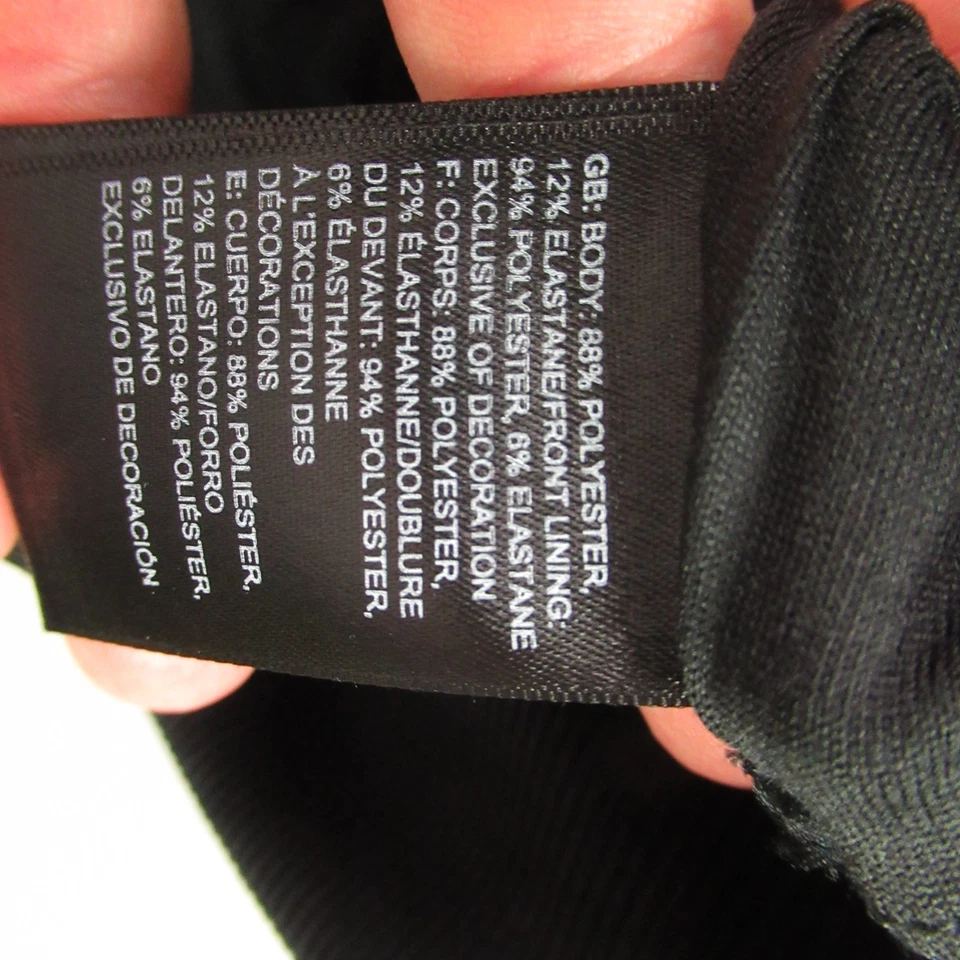 GB: BODY: 88% POLYESTER,
12% ELASTANE/FRONT LINING:
94% POLYESTER, 6% ELASTANE
EXCLUSIVE OF DECORATION
F: CORPS: 88% POLYESTER,
12% ÉLASTHANNE/DOUBLURE
DU DEVANT: 94% POLYESTER,
6% ÉLASTHANNE
À L'EXCEPTION DES
DÉCORATIONS
E: CUERPO: 88% POLIÉSTER,
12% ELASTANO/FORRO
DELANTERO: 94% POLIÉSTER,
6% ELASTANO
EXCLUSIVO DE DECORACIÓN